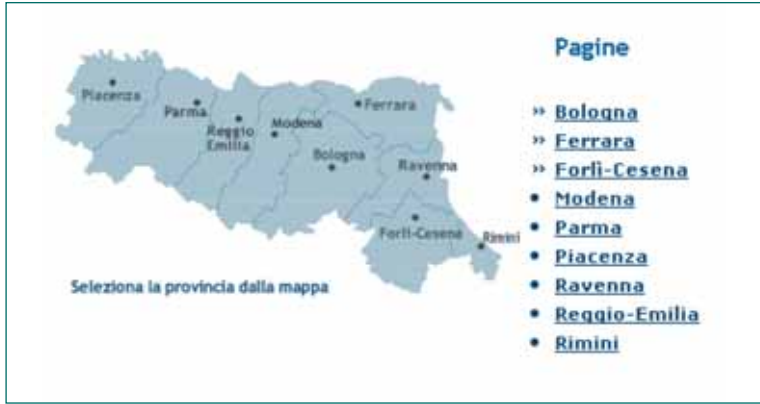 Piacenza
Parma
Reggio
Emilia
Modena
Ferrara
Bologna
Ravenna
Forlì-Cesena
Rimini
Seleziona la provincia dalla mappa
Pagine
» Bologna
» Ferrara
» Forlì-Cesena
• Modena
• Parma
• Piacenza
• Ravenna
• Reggio-Emilia
• Rimini